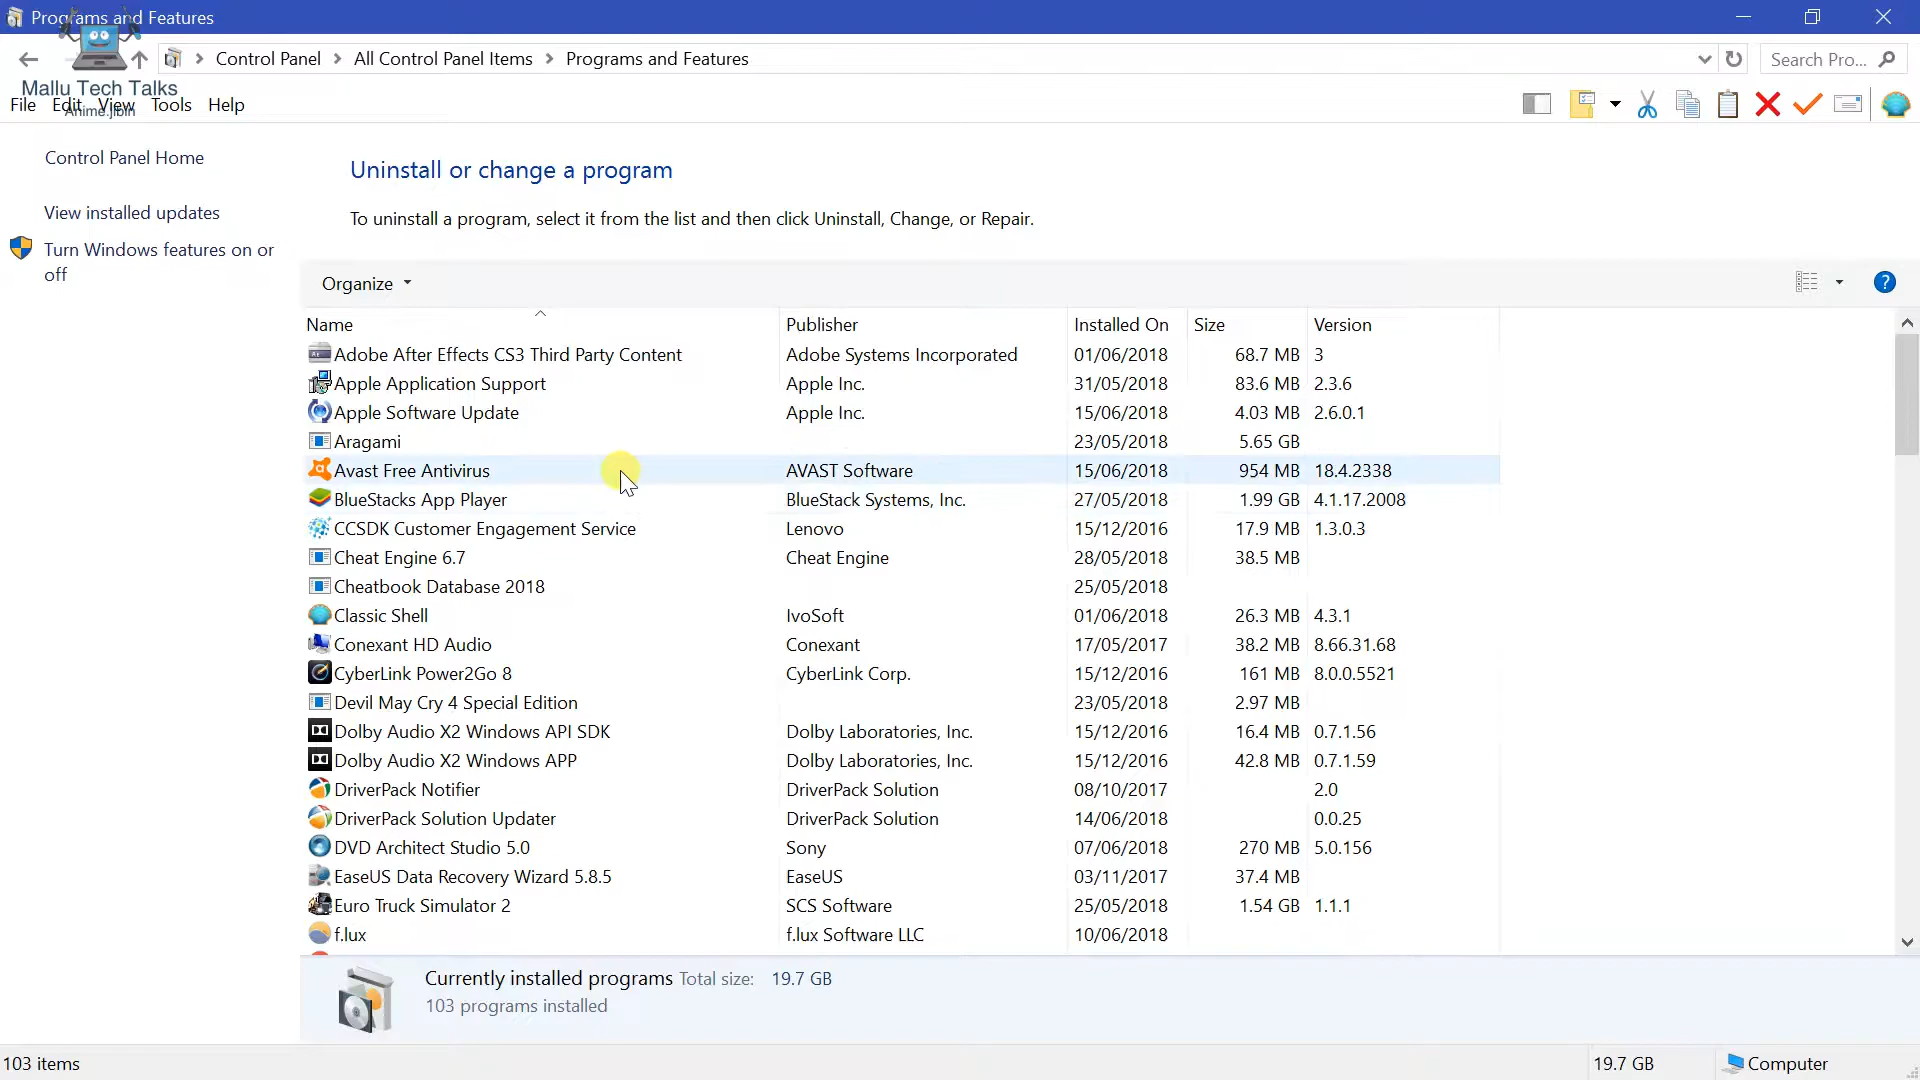 Programs and Features
Control Panel > All Control Panel Items > Programs and Features
Search Pro...
Mallu Tech Talks
Anime.jibin
File Edit View Tools Help
Control Panel Home
View installed updates
Turn Windows features on or
off
Uninstall or change a program
To uninstall a program, select it from the list and then click Uninstall, Change, or Repair.
Organize
Name Publisher Installed On Size Version
Adobe After Effects CS3 Third Party Content Adobe Systems Incorporated 01/06/2018 68.7 MB 3
Apple Application Support Apple Inc. 31/05/2018 83.6 MB 2.3.6
Apple Software Update Apple Inc. 15/06/2018 4.03 MB 2.6.0.1
Aragami 23/05/2018 5.65 GB
Avast Free Antivirus AVAST Software 15/06/2018 954 MB 18.4.2338
BlueStacks App Player BlueStack Systems, Inc. 27/05/2018 1.99 GB 4.1.17.2008
CCSDK Customer Engagement Service Lenovo 15/12/2016 17.9 MB 1.3.0.3
Cheat Engine 6.7 Cheat Engine 28/05/2018 38.5 MB
Cheatbook Database 2018 25/05/2018
Classic Shell IvoSoft 01/06/2018 26.3 MB 4.3.1
Conexant HD Audio Conexant 17/05/2017 38.2 MB 8.66.31.68
CyberLink Power2Go 8 CyberLink Corp. 15/12/2016 161 MB 8.0.0.5521
Devil May Cry 4 Special Edition 23/05/2018 2.97 MB
Dolby Audio X2 Windows API SDK Dolby Laboratories, Inc. 15/12/2016 16.4 MB 0.7.1.56
Dolby Audio X2 Windows APP Dolby Laboratories, Inc. 15/12/2016 42.8 MB 0.7.1.59
DriverPack Notifier DriverPack Solution 08/10/2017 2.0
DriverPack Solution Updater DriverPack Solution 14/06/2018 0.0.25
DVD Architect Studio 5.0 Sony 07/06/2018 270 MB 5.0.156
EaseUS Data Recovery Wizard 5.8.5 EaseUS 03/11/2017 37.4 MB
Euro Truck Simulator 2 SCS Software 25/05/2018 1.54 GB 1.1.1
f.lux f.lux Software LLC 10/06/2018
Currently installed programs Total size: 19.7 GB
103 programs installed
103 items 19.7 GB Computer